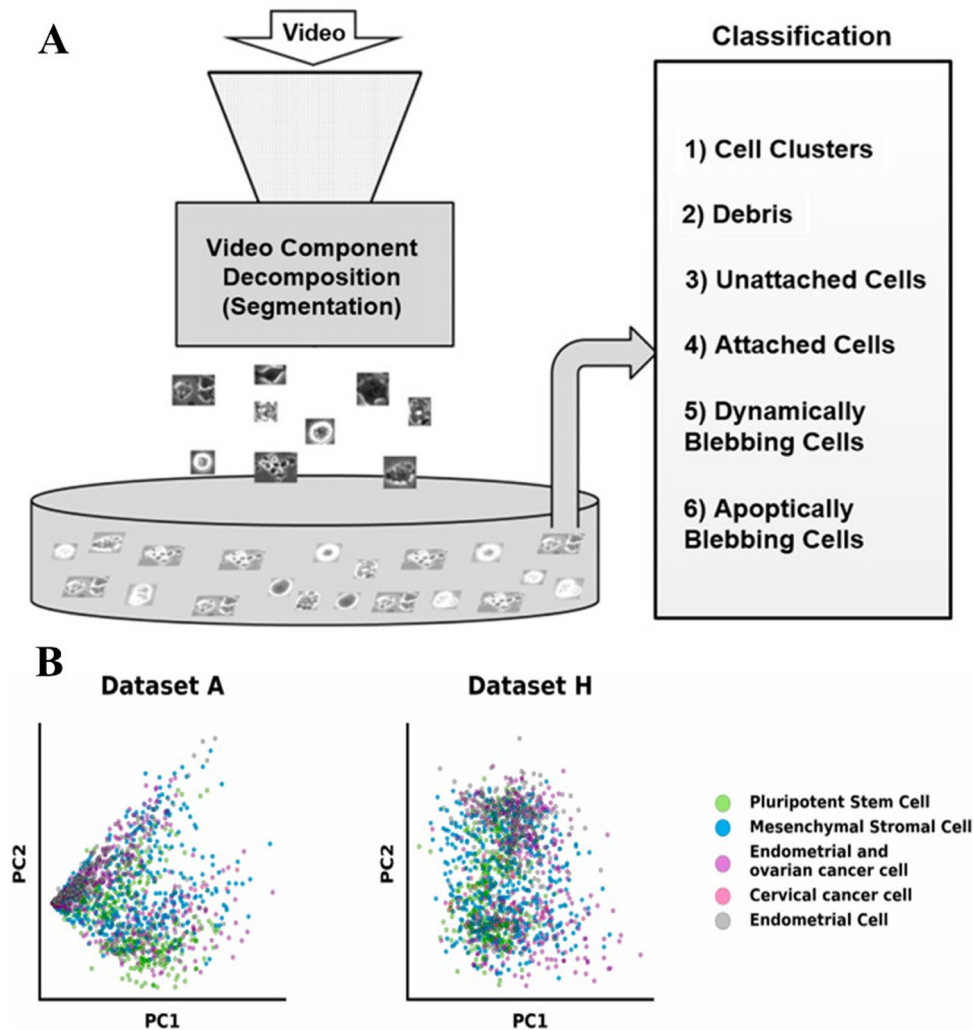 A
Video
Video Component
Decomposition
(Segmentation)
Classification
1) Cell Clusters
2) Debris
3) Unattached Cells
4) Attached Cells
5) Dynamically
Blebbing Cells
6) Apoptically
Blebbing Cells
B
Dataset A
PC2
PC1
Dataset H
PC2
PC1
Pluripotent Stem Cell
Mesenchymal Stromal Cell
Endometrial and
ovarian cancer cell
Cervical cancer cell
Endometrial Cell